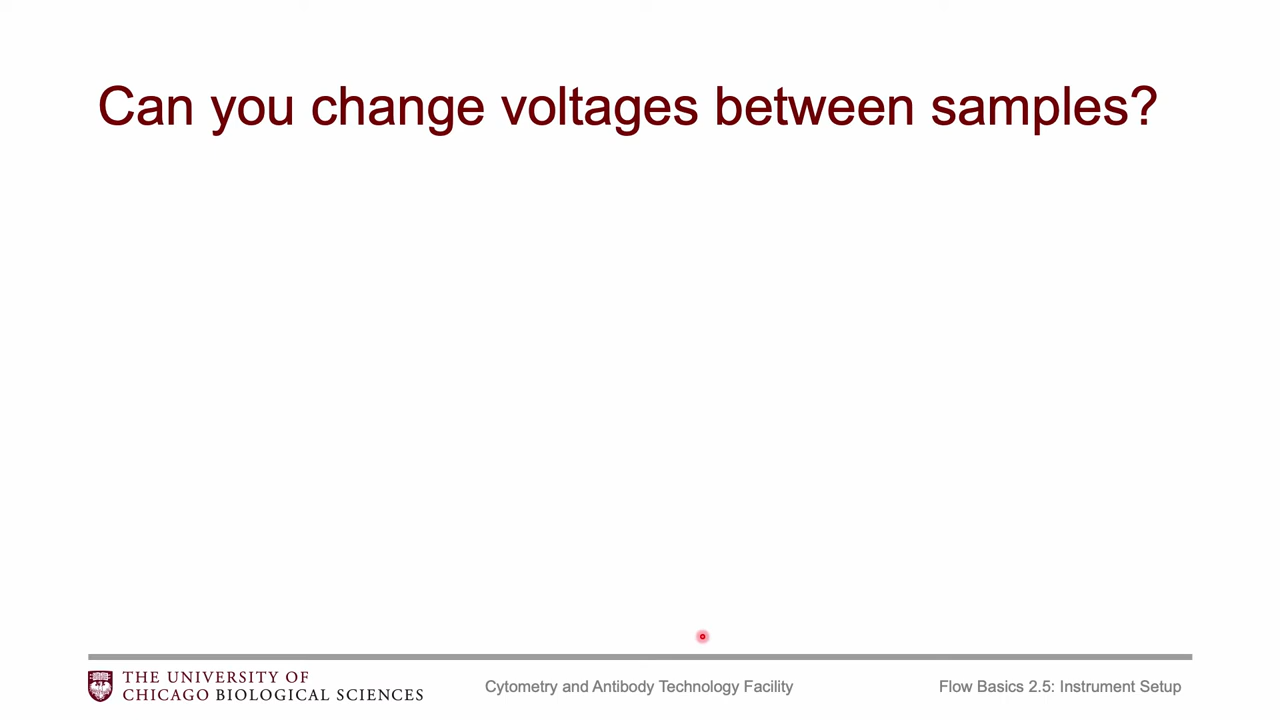 Can you change voltages between samples?
THE UNIVERSITY OF
CHICAGO BIOLOGICAL SCIENCES
Cytometry and Antibody Technology Facility
Flow Basics 2.5: Instrument Setup